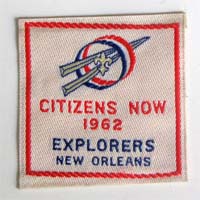 CITIZENS NOW
1962
EXPLORERS
NEW ORLEANS